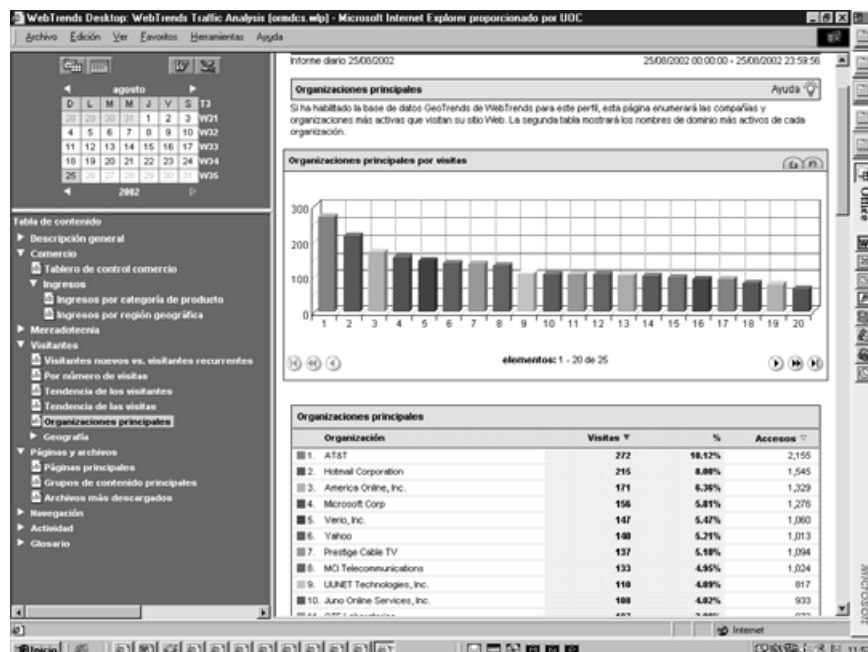 WebTrends Desktop: WebTrends Traffic Analysis (ormdcs.wlp) - Microsoft Internet Explorer proporcionado por UOC
Archivo Edición Ver Favoritos Herramientas Ayuda
agosto
D L M M J V S T3
28 29 30 31 1 2 3 W31
4 5 6 7 8 9 10 W32
11 12 13 14 15 16 17 W33
18 19 20 21 22 23 24 W34
25 26 27 28 29 30 31 W35
2002
Tabla de contenido
Descripción general
Comercio
Tablero de control comercio
Ingresos
Ingresos por categoría de producto
Ingresos por región geográfica
Mercadotecnia
Visitantes
Visitantes nuevos vs. visitantes recurrentes
Por número de visitas
Tendencia de los visitantes
Tendencia de las visitas
Organizaciones principales
Geografía
Páginas y archivos
Páginas principales
Grupos de contenido principales
Archivos más descargados
Navegación
Actividad
Glosario
Informe diario 25/08/2002 25/08/2002 00:00:00 - 25/08/2002 23:59:56
Organizaciones principales Ayuda
Si ha habilitado la base de datos GeoTrends de WebTrends para este perfil, esta página enumerará las compañías y
organizaciones más activas que visitan su sitio Web. La segunda tabla mostrará los nombres de dominio más activos de cada
organización.
Organizaciones principales por visitas
300
200
100
0
1 2 3 4 5 6 7 8 9 10 11 12 13 14 15 16 17 18 19 20
elementos: 1 - 20 de 25
Organizaciones principales
Organización Visitas % Accesos
1. AT&T 272 10.12% 2,155
2. Hotmail Corporation 215 8.00% 1,545
3. America Online, Inc. 171 6.36% 1,329
4. Microsoft Corp 156 5.81% 1,276
5. Verio, Inc. 147 5.47% 1,060
6. Yahoo 140 5.21% 1,013
7. Prestige Cable TV 137 5.10% 1,094
8. MCI Telecommunications 133 4.95% 1,024
9. UUNET Technologies, Inc. 110 4.09% 817
10. Juno Online Services, Inc. 108 4.02% 933
Internet
Inicio
Office
Microsoft